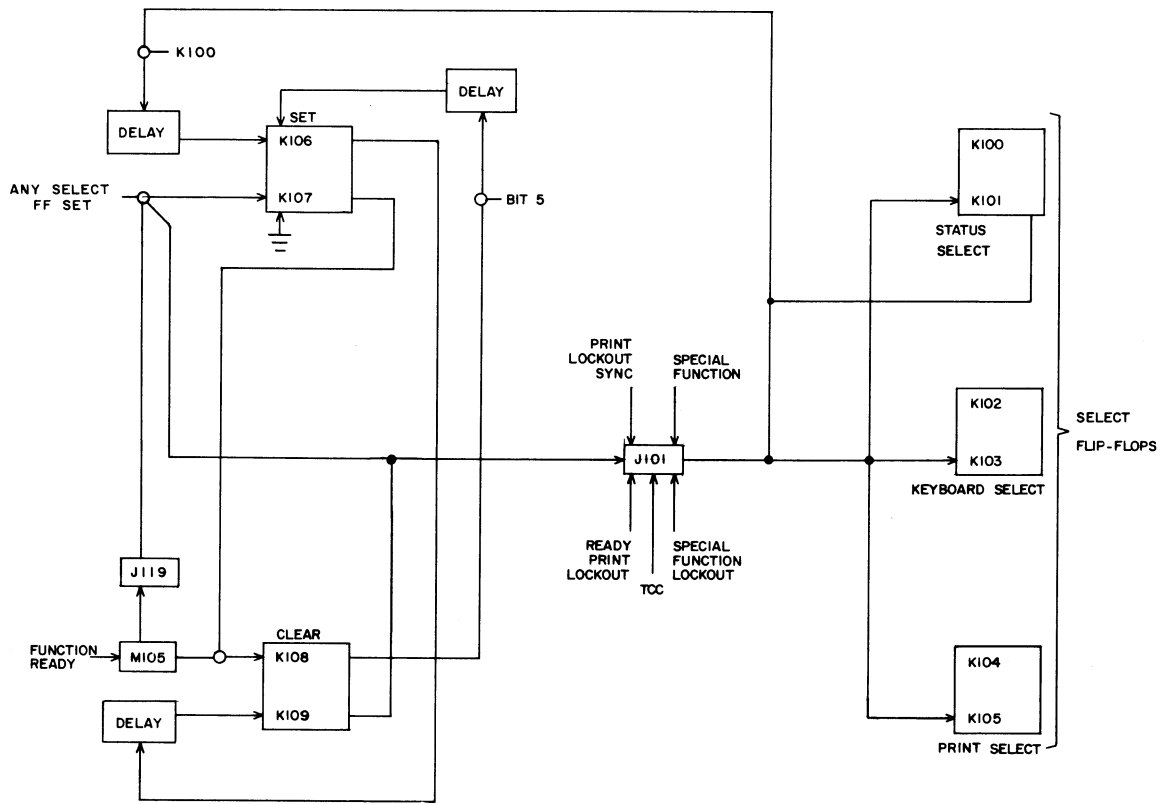 K100
DELAY
SET
DELAY
K106
ANY SELECT
FF SET
K107
BIT 5
K100
K101
STATUS
SELECT
PRINT
LOCKOUT
SYNC
SPECIAL
FUNCTION
K102
SELECT
FLIP-FLOPS
J101
K103
KEYBOARD SELECT
READY
PRINT
LOCKOUT
TCC
SPECIAL
FUNCTION
LOCKOUT
J119
CLEAR
FUNCTION
READY
M105
K108
K104
DELAY
K109
K105
PRINT SELECT